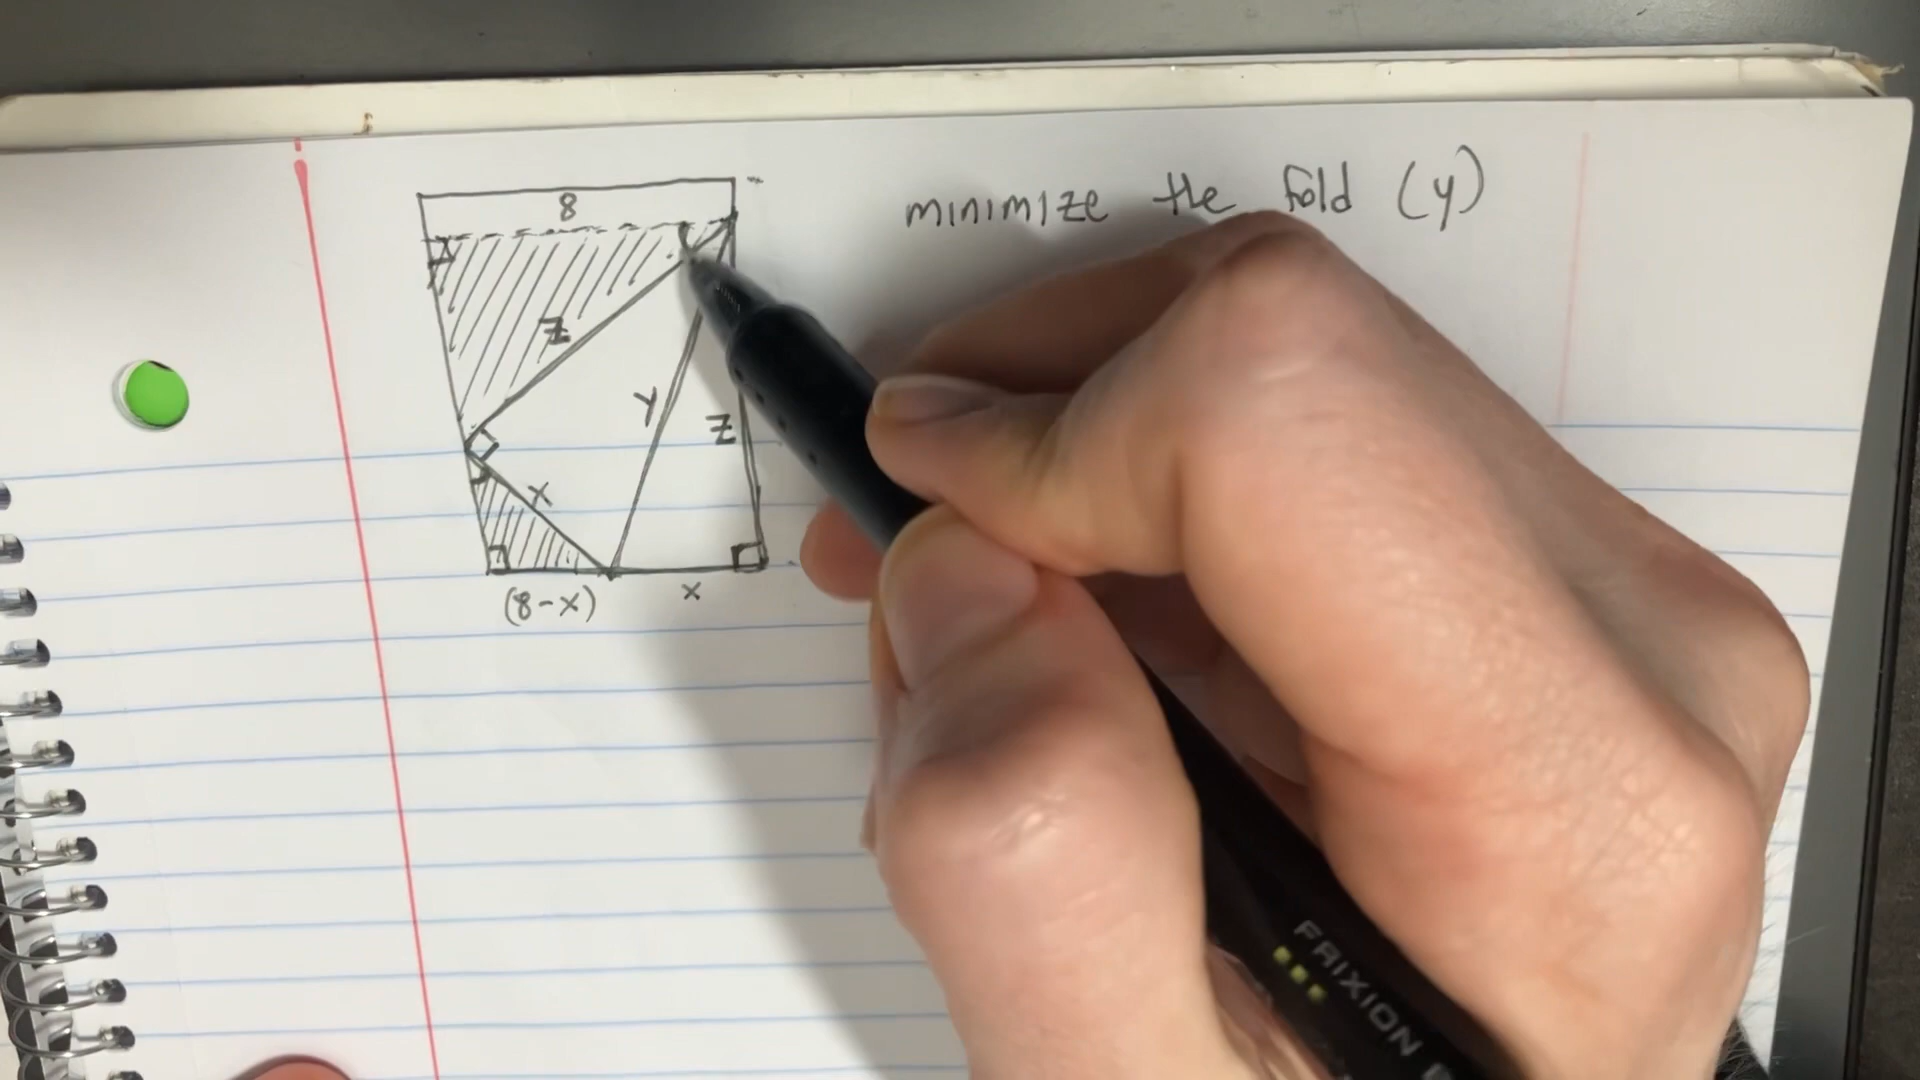 minimize the fold (y)
8
z
y
z
x
(8-x)
x
FRIXION